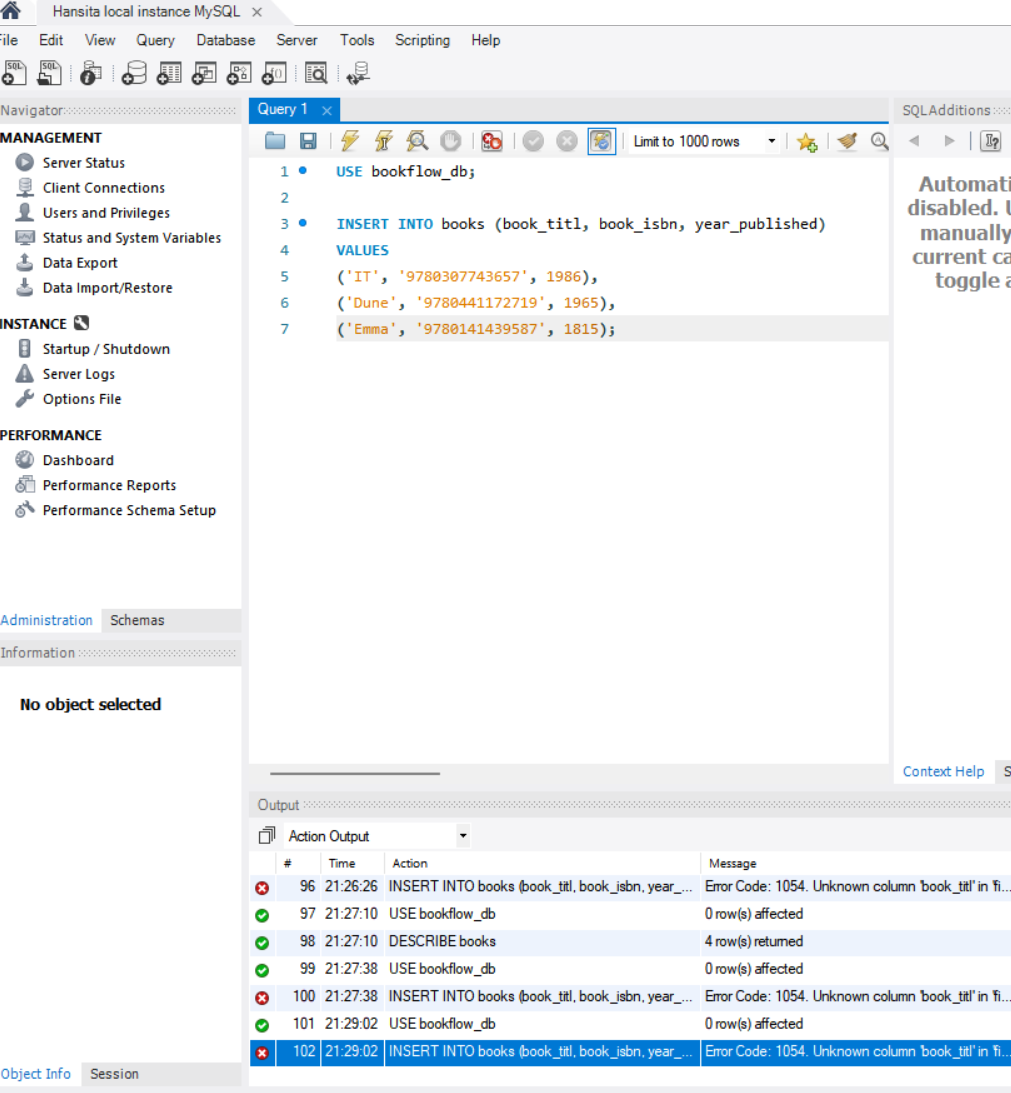 Hansita local instance MySQL
File Edit View Query Database Server Tools Scripting Help
Navigator
MANAGEMENT
Server Status
Client Connections
Users and Privileges
Status and System Variables
Data Export
Data Import/Restore
INSTANCE
Startup / Shutdown
Server Logs
Options File
PERFORMANCE
Dashboard
Performance Reports
Performance Schema Setup
Administration Schemas
Information
No object selected
Object Info Session
Query 1
Limit to 1000 rows
1 USE bookflow_db;
2
3 INSERT INTO books (book_titl, book_isbn, year_published)
4 VALUES
5 ('IT', '9780307743657', 1986),
6 ('Dune', '9780441172719', 1965),
7 ('Emma', '9780141439587', 1815);
SQLAdditions
Automati
disabled. U
manually
current ca
toggle a
Context Help S
Output
Action Output
# Time Action Message
96 21:26:26 INSERT INTO books (book_titl, book_isbn, year_... Error Code: 1054. Unknown column 'book_titl' in 'fi...
97 21:27:10 USE bookflow_db 0 row(s) affected
98 21:27:10 DESCRIBE books 4 row(s) returned
99 21:27:38 USE bookflow_db 0 row(s) affected
100 21:27:38 INSERT INTO books (book_titl, book_isbn, year_... Error Code: 1054. Unknown column 'book_titl' in 'fi...
101 21:29:02 USE bookflow_db 0 row(s) affected
102 21:29:02 INSERT INTO books (book_titl, book_isbn, year_... Error Code: 1054. Unknown column 'book_titl' in 'fi...